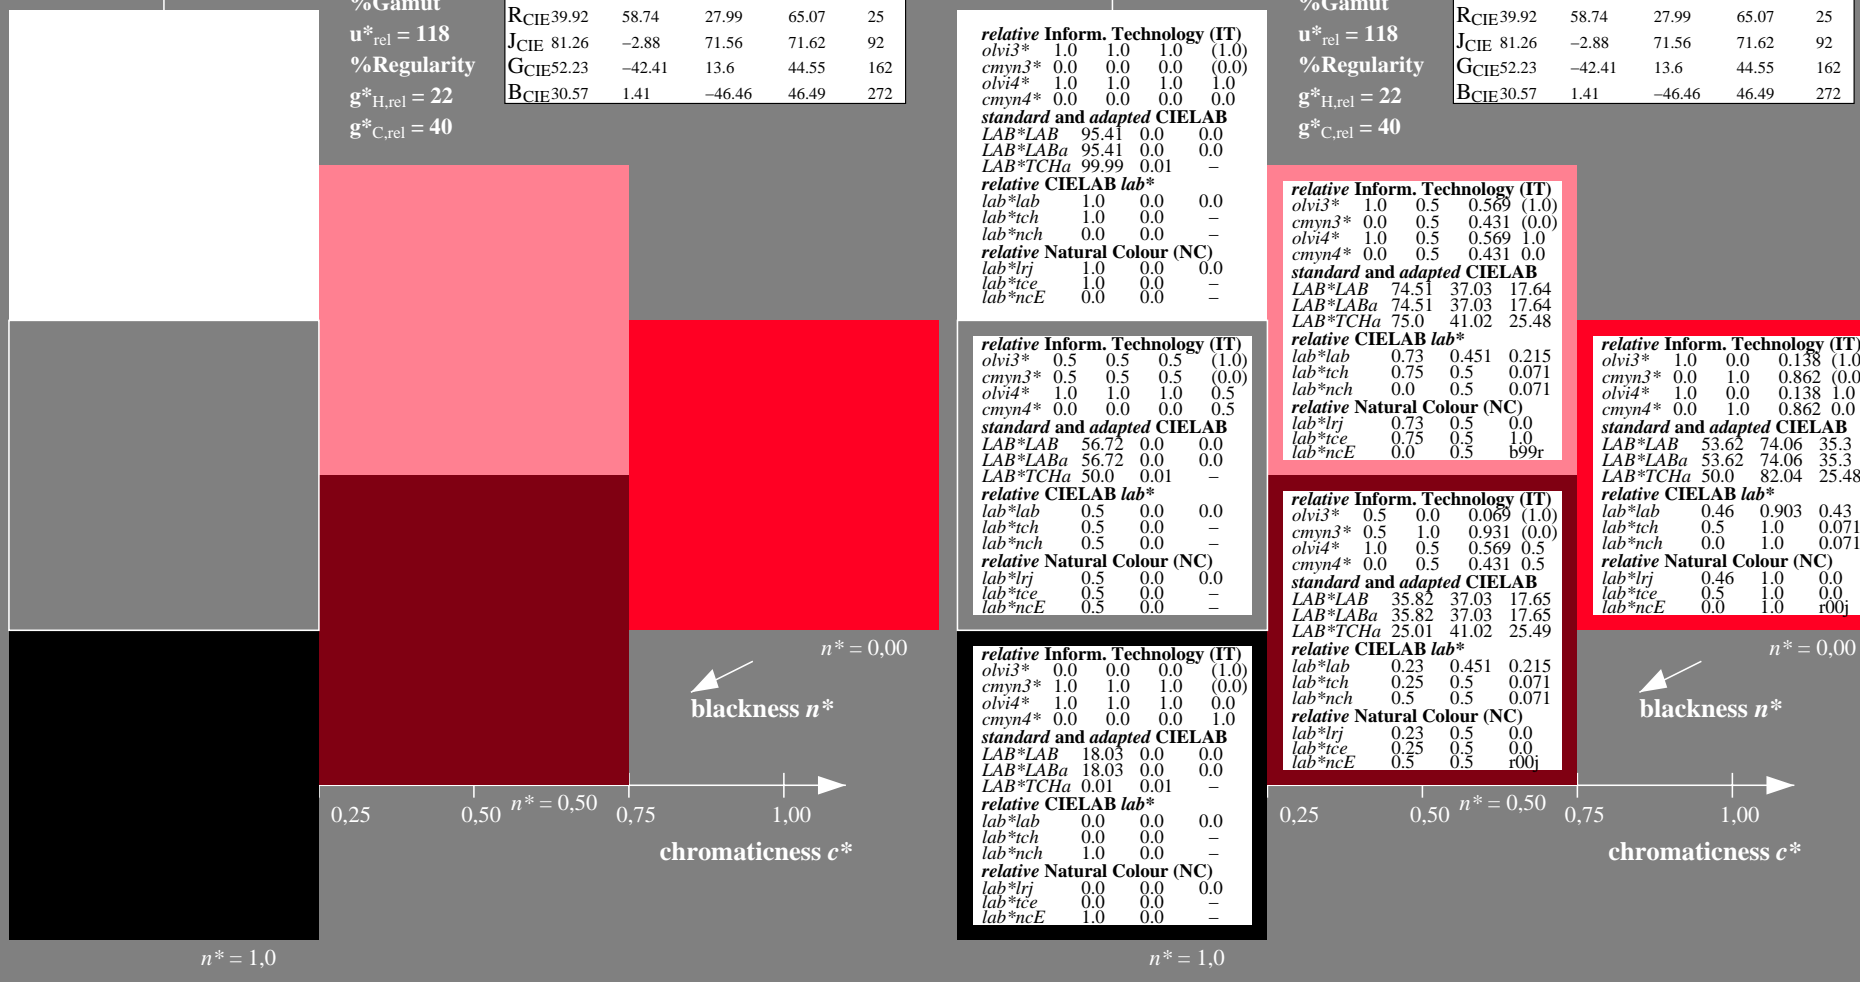 %Gamut
u*rel = 118
%Regularity
g*H,rel = 22
g*C,rel = 40
RCIE 39.92 58.74 27.99 65.07 25
JCIE 81.26 –2.88 71.56 71.62 92
GCIE 52.23 –42.41 13.6 44.55 162
BCIE 30.57 1.41 –46.46 46.49 272
n* = 0,00
blackness n*
n* = 0,50
0,25 0,50 0,75 1,00
chromaticness c*
n* = 1,0
relative Inform. Technology (IT)
olvi3* 1.0 1.0 1.0 (1.0)
cmyn3* 0.0 0.0 0.0 (0.0)
olvi4* 1.0 1.0 1.0 1.0
cmyn4* 0.0 0.0 0.0 0.0
standard and adapted CIELAB
LAB*LAB 95.41 0.0 0.0
LAB*LABa 95.41 0.0 0.0
LAB*TCHa 99.99 0.01 –
relative CIELAB lab*
lab*lab 1.0 0.0 0.0
lab*tch 1.0 0.0 –
lab*nch 0.0 0.0 –
relative Natural Colour (NC)
lab*lrj 1.0 0.0 0.0
lab*tce 1.0 0.0 –
lab*ncE 0.0 0.0 –
relative Inform. Technology (IT)
olvi3* 0.5 0.5 0.5 (1.0)
cmyn3* 0.5 0.5 0.5 (0.0)
olvi4* 1.0 1.0 1.0 0.5
cmyn4* 0.0 0.0 0.0 0.5
standard and adapted CIELAB
LAB*LAB 56.72 0.0 0.0
LAB*LABa 56.72 0.0 0.0
LAB*TCHa 50.0 0.01 –
relative CIELAB lab*
lab*lab 0.5 0.0 0.0
lab*tch 0.5 0.0 –
lab*nch 0.5 0.0 –
relative Natural Colour (NC)
lab*lrj 0.5 0.0 0.0
lab*tce 0.5 0.0 –
lab*ncE 0.5 0.0 –
relative Inform. Technology (IT)
olvi3* 0.0 0.0 0.0 (1.0)
cmyn3* 1.0 1.0 1.0 (0.0)
olvi4* 1.0 1.0 1.0 0.0
cmyn4* 0.0 0.0 0.0 1.0
standard and adapted CIELAB
LAB*LAB 18.03 0.0 0.0
LAB*LABa 18.03 0.0 0.0
LAB*TCHa 0.01 0.01 –
relative CIELAB lab*
lab*lab 0.0 0.0 0.0
lab*tch 0.0 0.0 –
lab*nch 1.0 0.0 –
relative Natural Colour (NC)
lab*lrj 0.0 0.0 0.0
lab*tce 0.0 0.0 –
lab*ncE 1.0 0.0 –
n* = 1,0
%Gamut
u*rel = 118
%Regularity
g*H,rel = 22
g*C,rel = 40
RCIE 39.92 58.74 27.99 65.07 25
JCIE 81.26 –2.88 71.56 71.62 92
GCIE 52.23 –42.41 13.6 44.55 162
BCIE 30.57 1.41 –46.46 46.49 272
relative Inform. Technology (IT)
olvi3* 1.0 0.5 0.569 (1.0)
cmyn3* 0.0 0.5 0.431 (0.0)
olvi4* 1.0 0.5 0.569 1.0
cmyn4* 0.0 0.5 0.431 0.0
standard and adapted CIELAB
LAB*LAB 74.51 37.03 17.64
LAB*LABa 74.51 37.03 17.64
LAB*TCHa 75.0 41.02 25.48
relative CIELAB lab*
lab*lab 0.73 0.451 0.215
lab*tch 0.75 0.5 0.071
lab*nch 0.0 0.5 0.071
relative Natural Colour (NC)
lab*lrj 0.73 0.5 0.0
lab*tce 0.75 0.5 1.0
lab*ncE 0.0 0.5 b99r
relative Inform. Technology (IT)
olvi3* 0.5 0.0 0.069 (1.0)
cmyn3* 0.5 1.0 0.931 (0.0)
olvi4* 1.0 0.5 0.569 0.5
cmyn4* 0.0 0.5 0.431 0.5
standard and adapted CIELAB
LAB*LAB 35.82 37.03 17.65
LAB*LABa 35.82 37.03 17.65
LAB*TCHa 25.01 41.02 25.49
relative CIELAB lab*
lab*lab 0.23 0.451 0.215
lab*tch 0.25 0.5 0.071
lab*nch 0.5 0.5 0.071
relative Natural Colour (NC)
lab*lrj 0.23 0.5 0.0
lab*tce 0.25 0.5 0.0
lab*ncE 0.5 0.5 r00j
relative Inform. Technology (IT)
olvi3* 1.0 0.0 0.138 (1.0
cmyn3* 0.0 1.0 0.862 (0.0
olvi4* 1.0 0.0 0.138 1.0
cmyn4* 0.0 1.0 0.862 0.0
standard and adapted CIELAB
LAB*LAB 53.62 74.06 35.3
LAB*LABa 53.62 74.06 35.3
LAB*TCHa 50.0 82.04 25.48
relative CIELAB lab*
lab*lab 0.46 0.903 0.43
lab*tch 0.5 1.0 0.071
lab*nch 0.0 1.0 0.071
relative Natural Colour (NC)
lab*lrj 0.46 1.0 0.0
lab*tce 0.5 1.0 0.0
lab*ncE 0.0 1.0 r00j
n* = 0,00
blackness n*
n* = 0,50
0,25 0,50 0,75 1,00
chromaticness c*